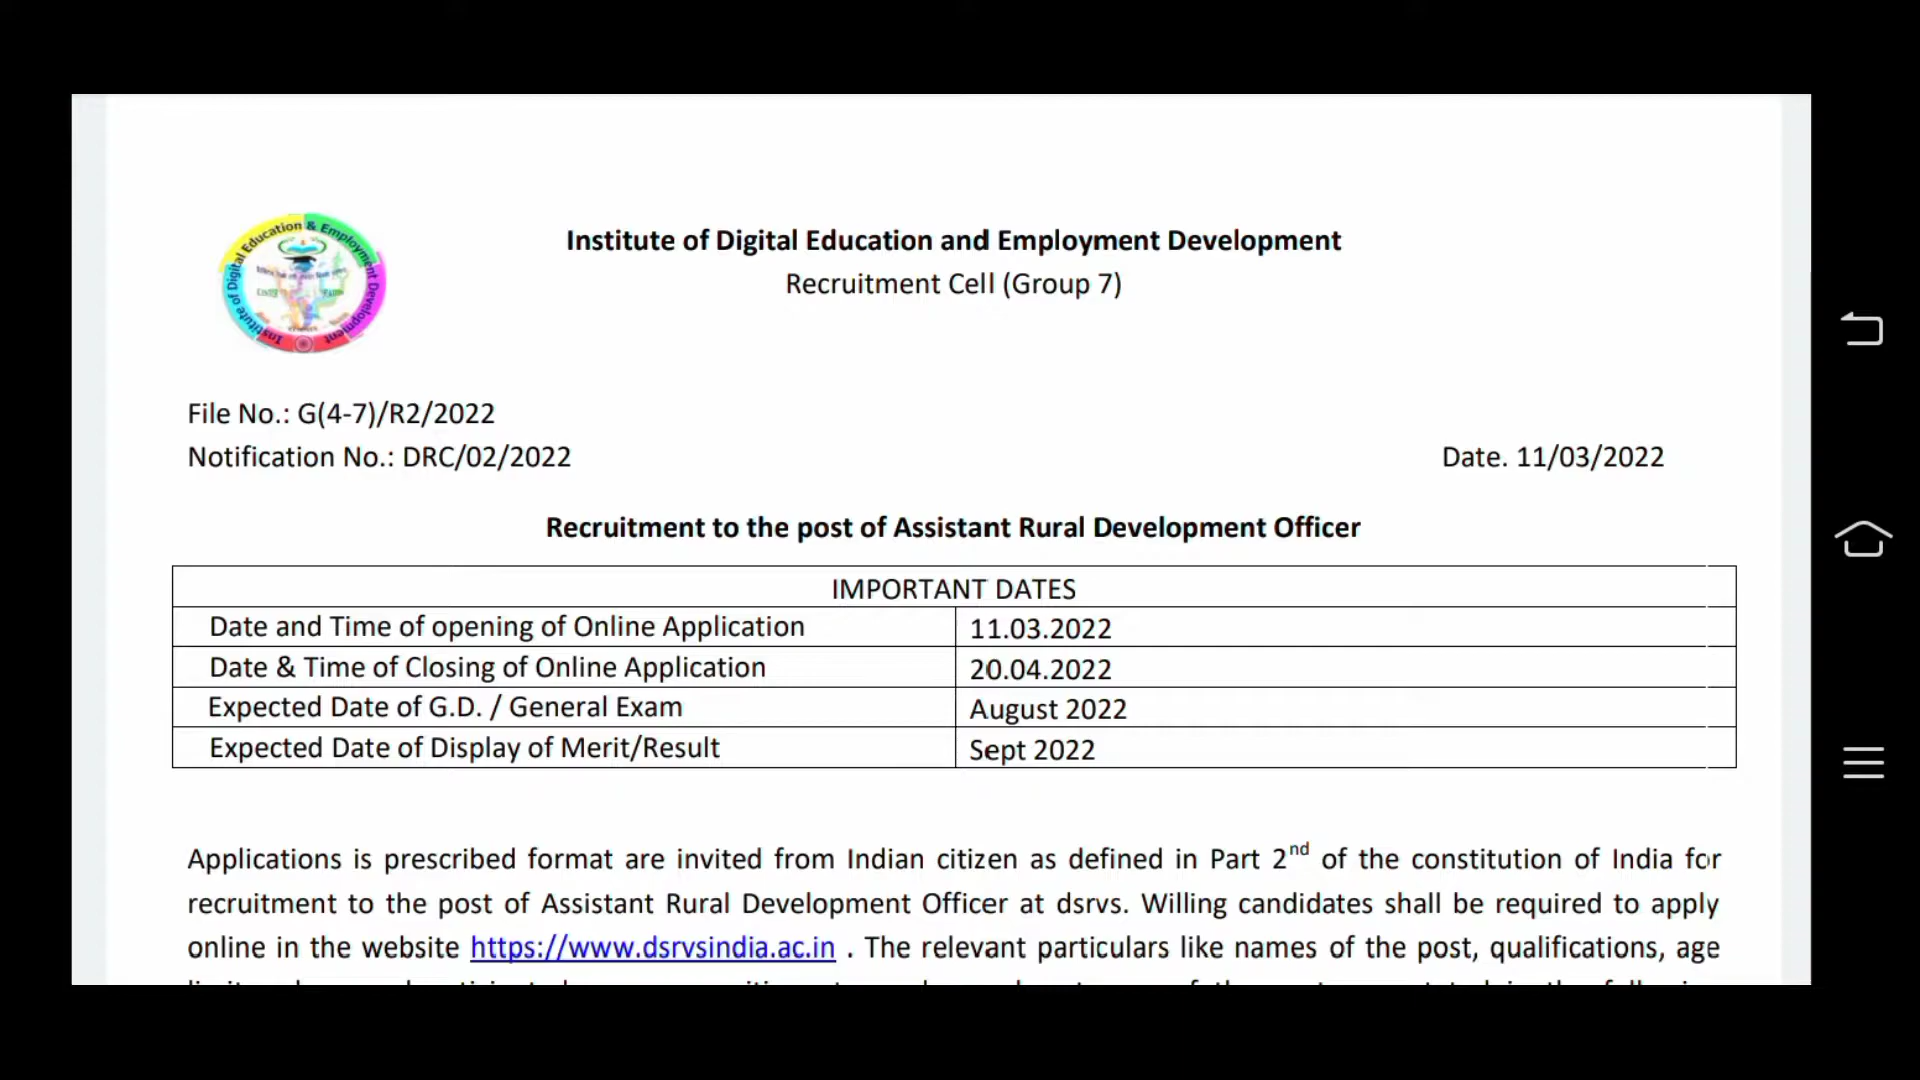 Institute of Digital Education & Employment Development
Institute of Digital Education and Employment Development
Recruitment Cell (Group 7)
File No.: G(4-7)/R2/2022
Notification No.: DRC/02/2022
Date. 11/03/2022
Recruitment to the post of Assistant Rural Development Officer
IMPORTANT DATES
Date and Time of opening of Online Application 11.03.2022
Date & Time of Closing of Online Application 20.04.2022
Expected Date of G.D. / General Exam August 2022
Expected Date of Display of Merit/Result Sept 2022
Applications is prescribed format are invited from Indian citizen as defined in Part 2nd of the constitution of India for
recruitment to the post of Assistant Rural Development Officer at dsrvs. Willing candidates shall be required to apply
online in the website https://www.dsrvsindia.ac.in . The relevant particulars like names of the post, qualifications, age